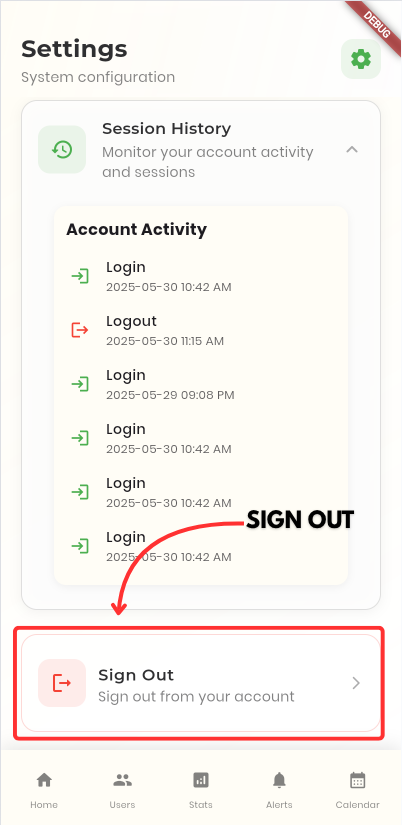 DEBUG
Settings
System configuration
Session History
Monitor your account activity
and sessions
Account Activity
Login
2025-05-30 10:42 AM
Logout
2025-05-30 11:15 AM
Login
2025-05-29 09:08 PM
Login
2025-05-30 10:42 AM
Login
2025-05-30 10:42 AM
SIGN OUT
Login
2025-05-30 10:42 AM
Sign Out
Sign out from your account
Home Users Stats Alerts Calendar